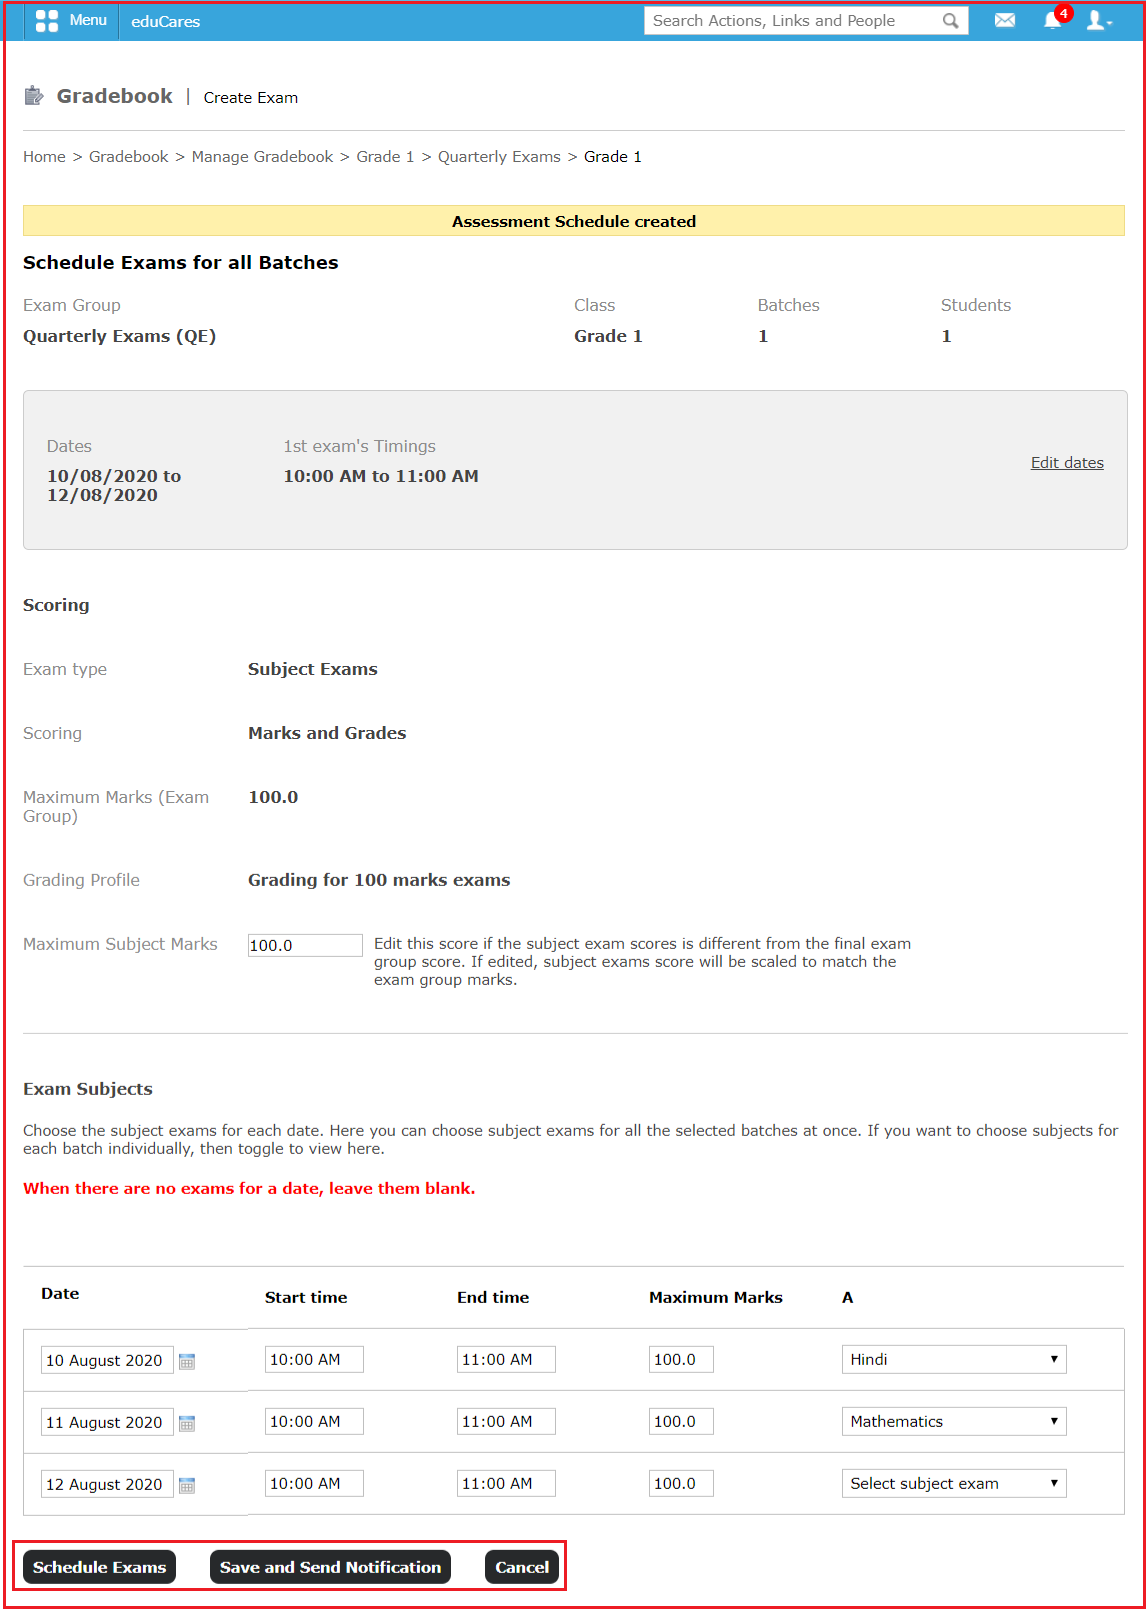 Menu eduCares Search Actions, Links and People 4
Gradebook | Create Exam
Home > Gradebook > Manage Gradebook > Grade 1 > Quarterly Exams > Grade 1
Assessment Schedule created
Schedule Exams for all Batches
Exam Group Class Batches Students
Quarterly Exams (QE) Grade 1 1 1
Dates 1st exam's Timings
10/08/2020 to 10:00 AM to 11:00 AM
12/08/2020
Edit dates
Scoring
Exam type Subject Exams
Scoring Marks and Grades
Maximum Marks (Exam 100.0
Group)
Grading Profile Grading for 100 marks exams
Maximum Subject Marks 100.0 Edit this score if the subject exam scores is different from the final exam
group score. If edited, subject exams score will be scaled to match the
exam group marks.
Exam Subjects
Choose the subject exams for each date. Here you can choose subject exams for all the selected batches at once. If you want to choose subjects for
each batch individually, then toggle to view here.
When there are no exams for a date, leave them blank.
Date Start time End time Maximum Marks A
10 August 2020 10:00 AM 11:00 AM 100.0 Hindi
11 August 2020 10:00 AM 11:00 AM 100.0 Mathematics
12 August 2020 10:00 AM 11:00 AM 100.0 Select subject exam
Schedule Exams Save and Send Notification Cancel